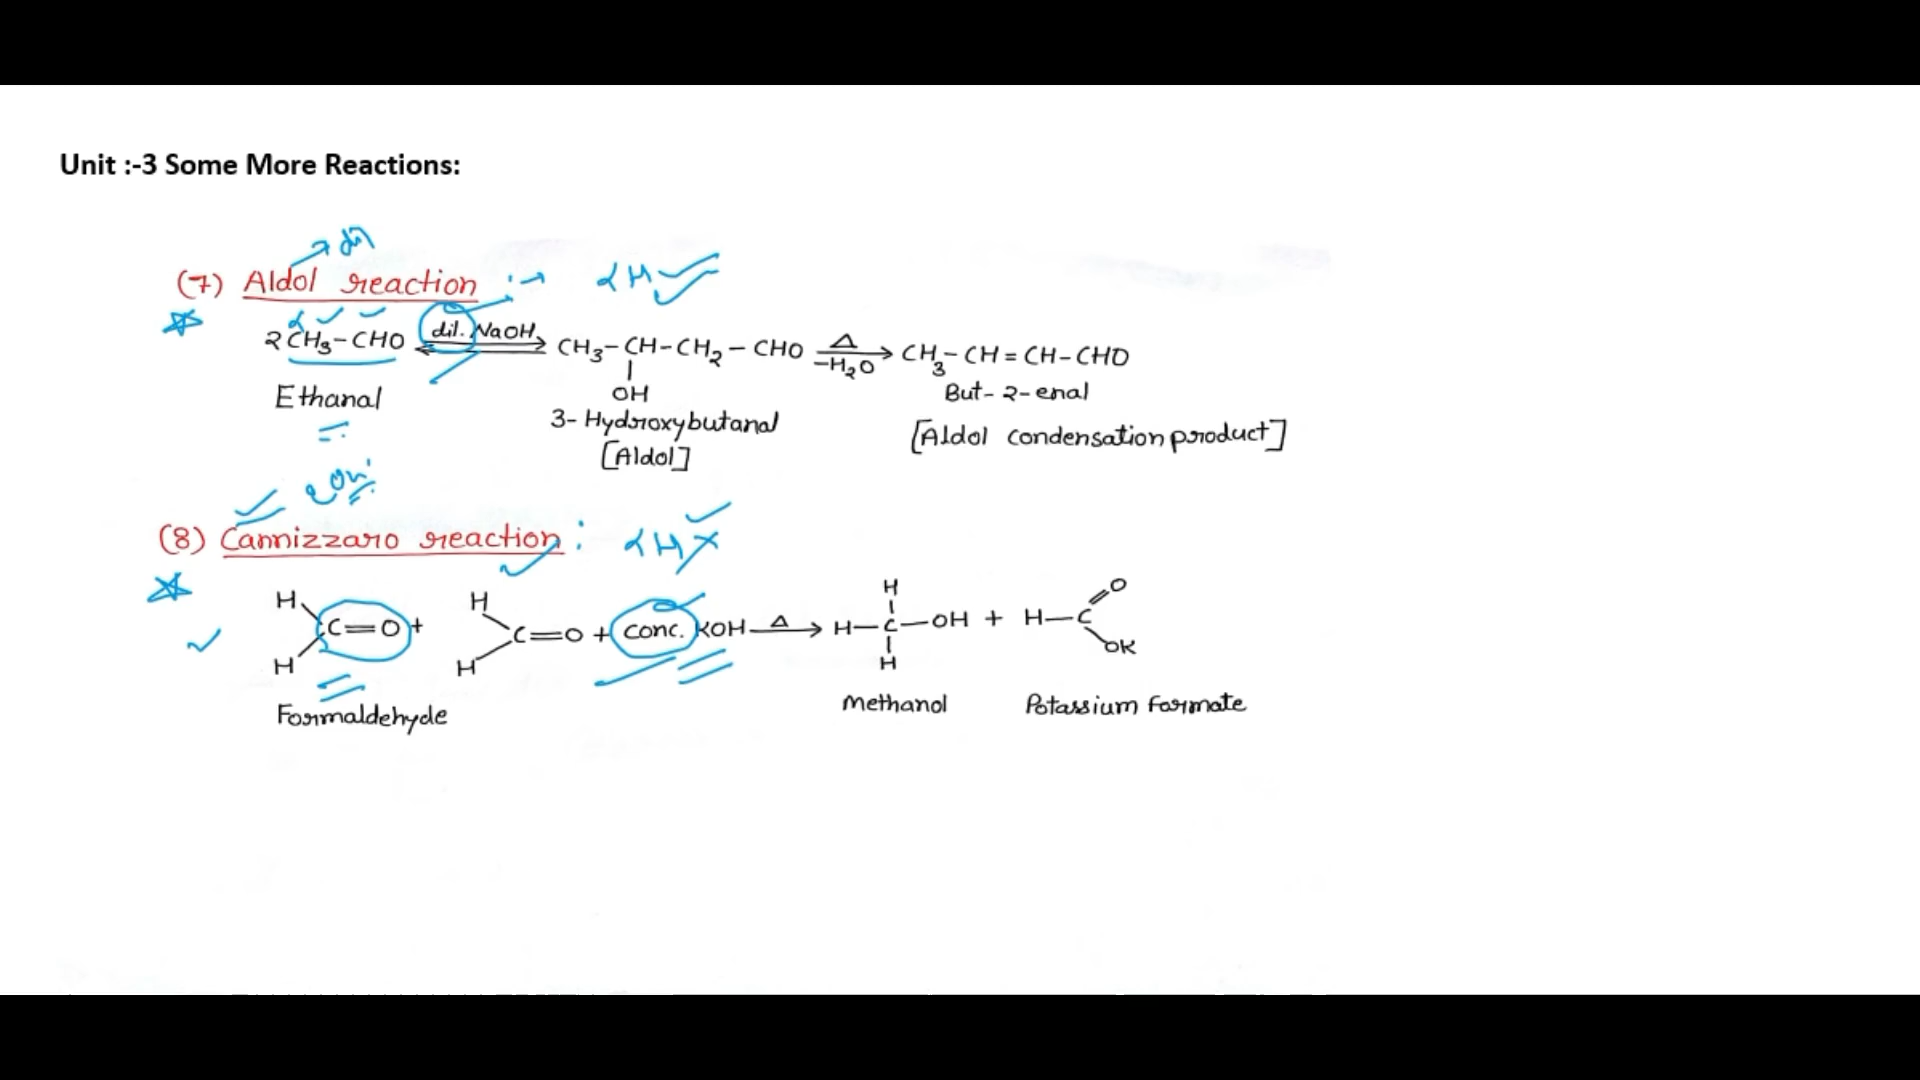 Unit :-3 Some More Reactions:
dil
(7) Aldol reaction :→ αH
α
2CH₃-CHO dil. NaOH CH₃-CH-CH₂-CHO Δ -H₂O CH₃-CH=CH-CHO
OH
Ethanal 3-Hydroxybutanal But-2-enal
[Aldol] [Aldol condensation product]
con
(8) Cannizzaro reaction : αH
H H H O
C=O + C=O + conc. KOH Δ H-C-OH + H-C
H H H OK
Formaldehyde Methanol Potassium Formate